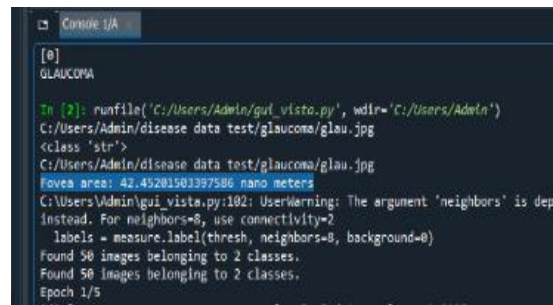 Console 1/A
[0]
GLAUCOMA
In [2]: runfile('C:/Users/Admin/gui_vista.py', wdir='C:/Users/Admin')
C:/Users/Admin/disease data test/glaucoma/glau.jpg
<class 'str'>
C:/Users/Admin/disease data test/glaucoma/glau.jpg
Fovea area: 42.45201503397586 nano meters
C:\Users\Admin\gui_vista.py:102: UserWarning: The argument 'neighbors' is dep
instead. For neighbors=8, use connectivity=2
labels = measure.label(thresh, neighbors=8, background=0)
Found 50 images belonging to 2 classes.
Found 50 images belonging to 2 classes.
Epoch 1/5